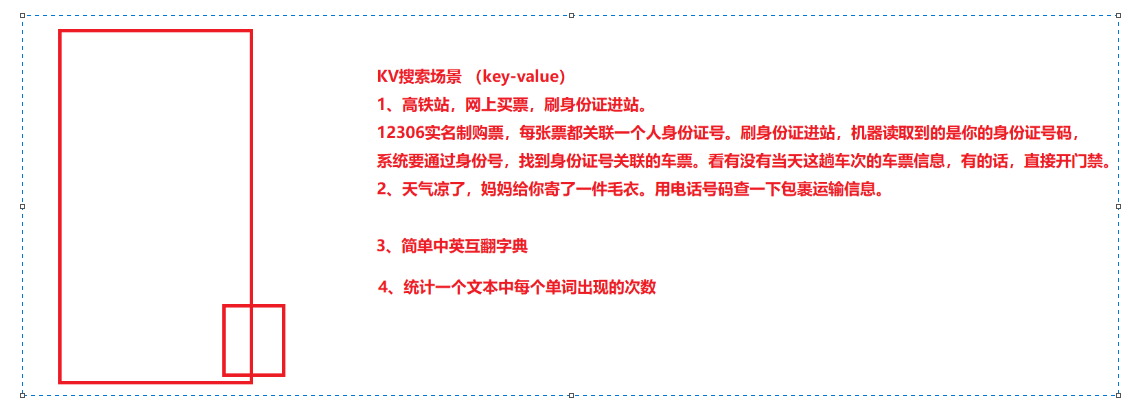 KV搜索场景 （key-value）
1、高铁站，网上买票，刷身份证进站。
12306实名制购票，每张票都关联一个人身份证号。刷身份证进站，机器读取到的是你的身份证号码，
系统要通过身份号，找到身份证号关联的车票。看有没有当天这趟车次的车票信息，有的话，直接开门禁。
2、天气凉了，妈妈给你寄了一件毛衣。用电话号码查一下包裹运输信息。
3、简单中英互翻字典
4、统计一个文本中每个单词出现的次数